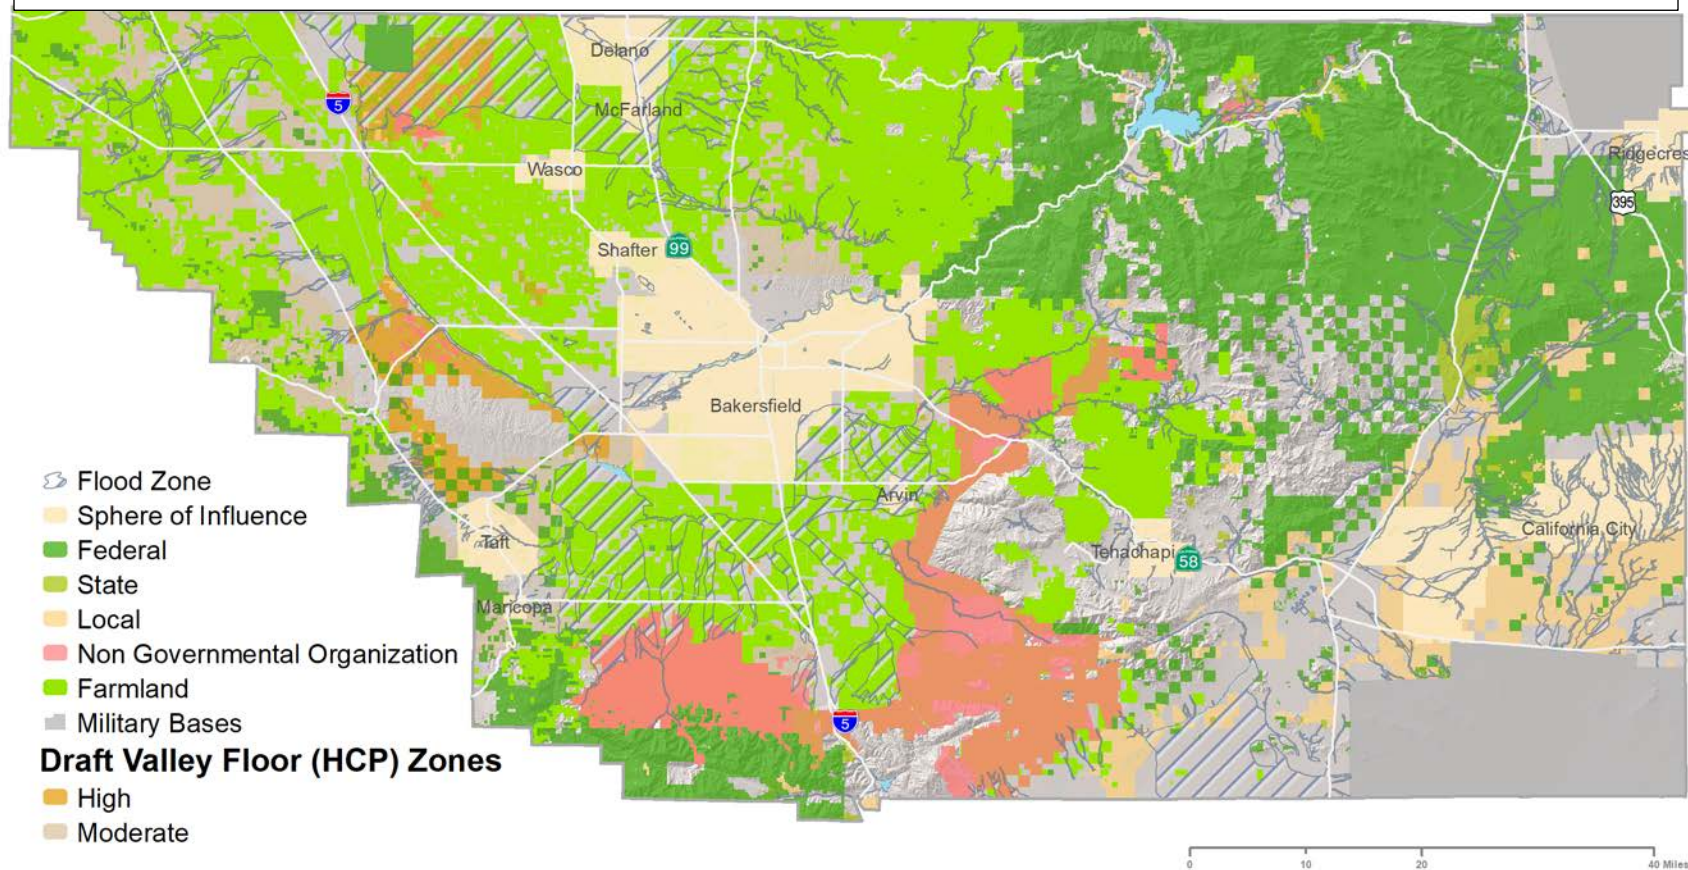 Delano
5
McFarland
Ridgecres
Wasco
395
Shafter
99
Bakersfield
Flood Zone
Arvin
Sphere of Influence
California City
Taft
Federal
Tehachapi
58
State
Maricopa
Local
Non Governmental Organization
Farmland
5
Military Bases
Draft Valley Floor (HCP) Zones
High
Moderate
0 10 20 40 Miles